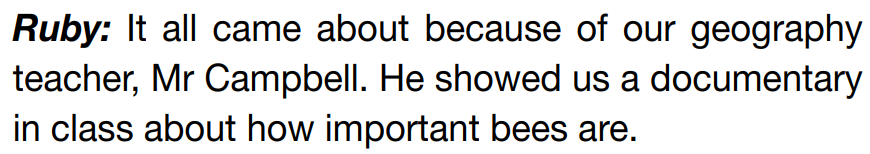 Ruby: It all came about because of our geography
teacher, Mr Campbell. He showed us a documentary
in class about how important bees are.